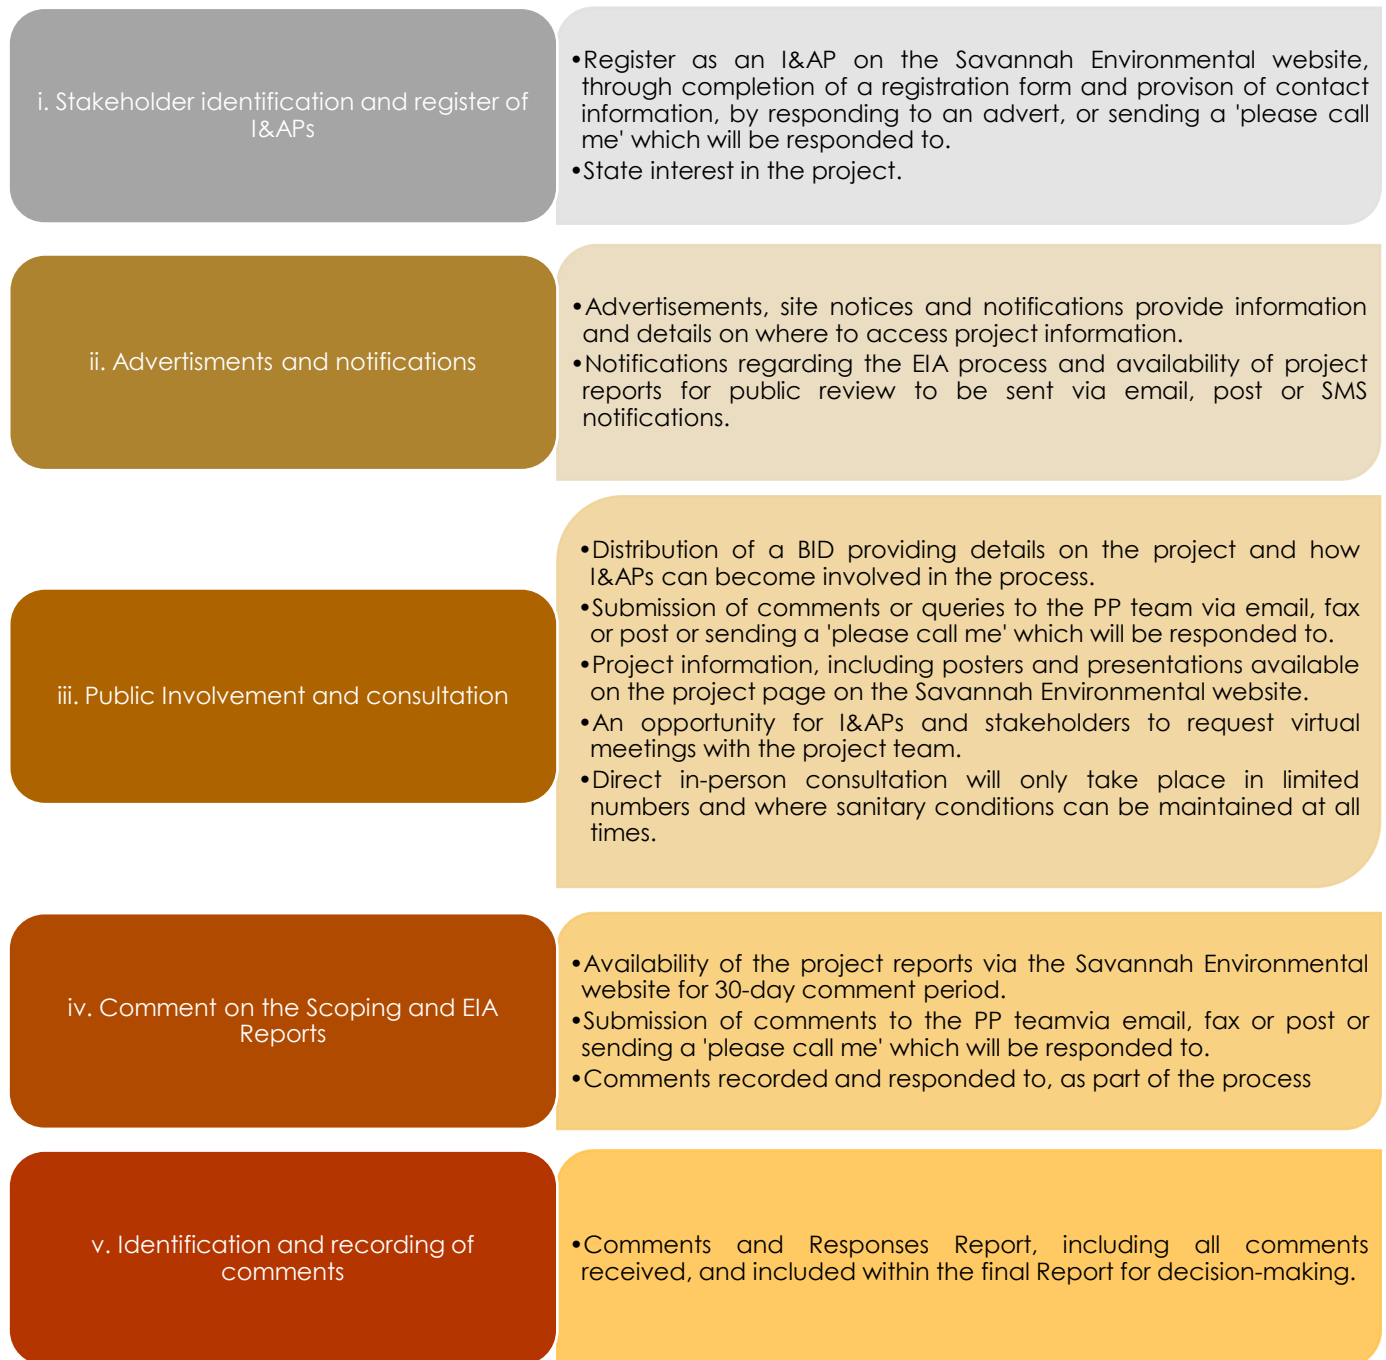 i. Stakeholder identification and register of
I&APs
•Register as an I&AP on the Savannah Environmental website,
through completion of a registration form and provison of contact
information, by responding to an advert, or sending a 'please call
me' which will be responded to.
•State interest in the project.
ii. Advertisments and notifications
•Advertisements, site notices and notifications provide information
and details on where to access project information.
•Notifications regarding the EIA process and availability of project
reports for public review to be sent via email, post or SMS
notifications.
iii. Public Involvement and consultation
•Distribution of a BID providing details on the project and how
I&APs can become involved in the process.
•Submission of comments or queries to the PP team via email, fax
or post or sending a 'please call me' which will be responded to.
•Project information, including posters and presentations available
on the project page on the Savannah Environmental website.
•An opportunity for I&APs and stakeholders to request virtual
meetings with the project team.
•Direct in-person consultation will only take place in limited
numbers and where sanitary conditions can be maintained at all
times.
iv. Comment on the Scoping and EIA
Reports
•Availability of the project reports via the Savannah Environmental
website for 30-day comment period.
•Submission of comments to the PP teamvia email, fax or post or
sending a 'please call me' which will be responded to.
•Comments recorded and responded to, as part of the process
v. Identification and recording of
comments
•Comments and Responses Report, including all comments
received, and included within the final Report for decision-making.